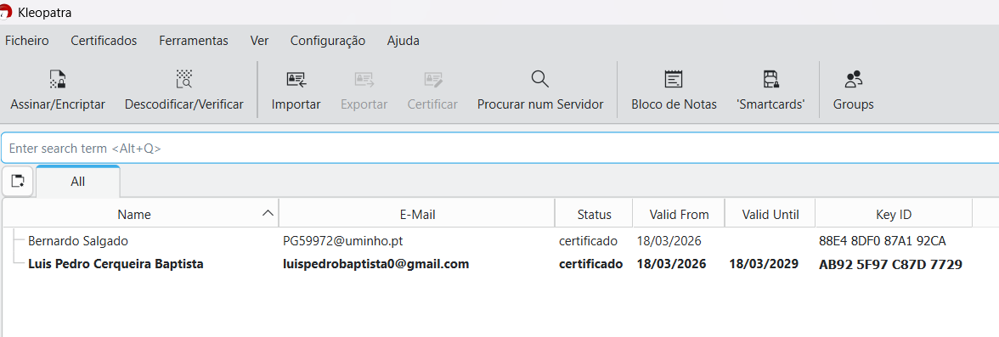 Kleopatra
Ficheiro Certificados Ferramentas Ver Configuração Ajuda
Assinar/Encriptar Descodificar/Verificar Importar Exportar Certificar Procurar num Servidor Bloco de Notas 'Smartcards' Groups
Enter search term <Alt+Q>
All
Name E-Mail Status Valid From Valid Until Key ID
Bernardo Salgado PG59972@uminho.pt certificado 18/03/2026 88E4 8DF0 87A1 92CA
Luis Pedro Cerqueira Baptista luispedrobaptista0@gmail.com certificado 18/03/2026 18/03/2029 AB92 5F97 C87D 7729